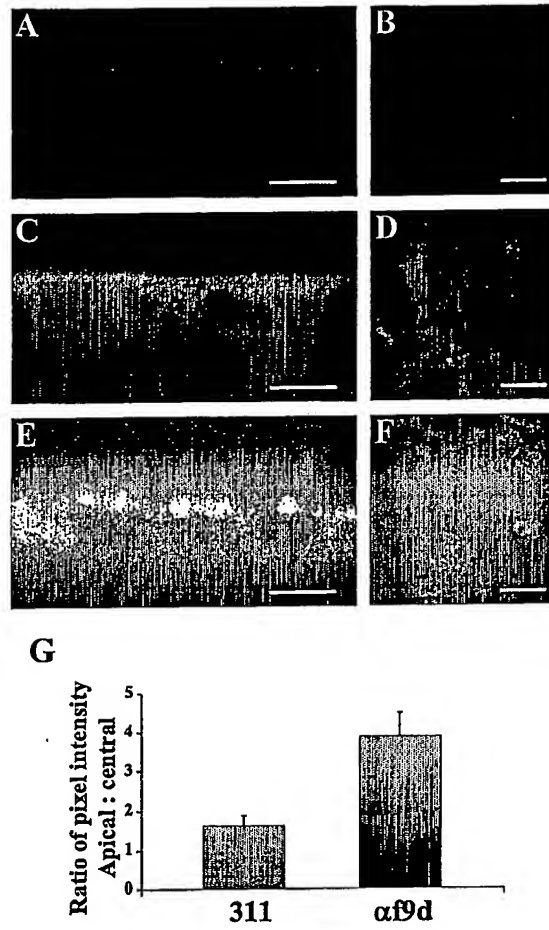 A
B
C
D
E
F
G
Ratio of pixel intensity
Apical : central
5
4
3
2
1
0
311
αf9d